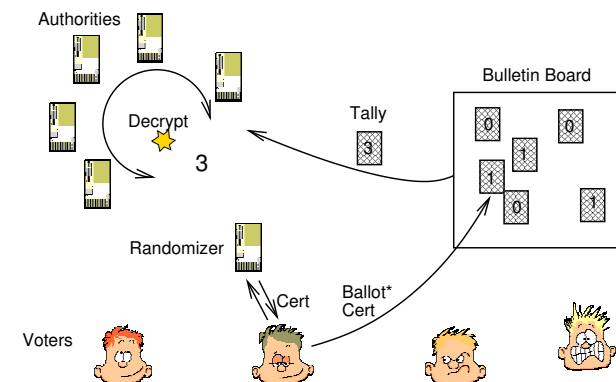 Authorities
Bulletin Board
Tally
Decrypt
3
3
0
0
1
1
0
1
Randomizer
Cert
Ballot*
Cert
Voters